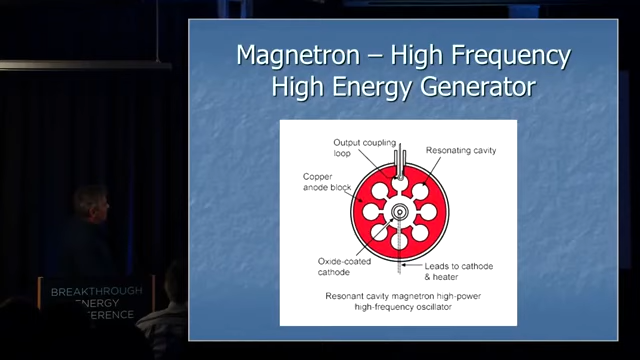 Magnetron – High Frequency
High Energy Generator
Output coupling
loop
Resonating cavity
Copper
anode block
Oxide-coated
cathode
Leads to cathode
& heater
Resonant cavity magnetron high-power
high-frequency oscillator
BREAKTHROUGH
ENERGY